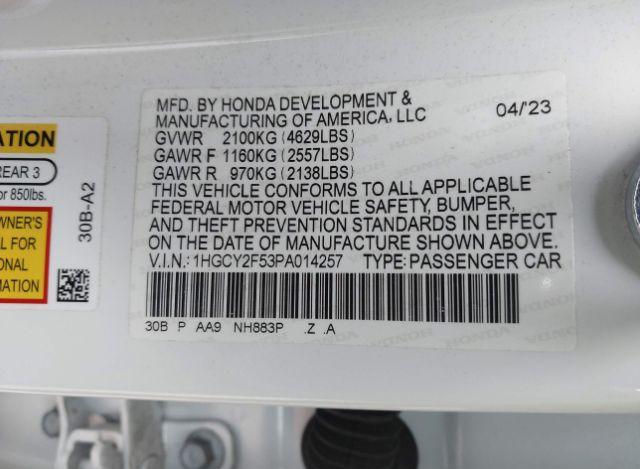 ATION
REAR 3
or 850lbs.
OWNER'S
L FOR
ONAL
RMATION
30B-A2
MFD. BY HONDA DEVELOPMENT &
MANUFACTURING OF AMERICA, LLC 04/'23
GVWR 2100KG (4629LBS)
GAWR F 1160KG (2557LBS)
GAWR R 970KG (2138LBS)
THIS VEHICLE CONFORMS TO ALL APPLICABLE
FEDERAL MOTOR VEHICLE SAFETY, BUMPER,
AND THEFT PREVENTION STANDARDS IN EFFECT
ON THE DATE OF MANUFACTURE SHOWN ABOVE.
V.I.N.: 1HGCY2F53PA014257 TYPE: PASSENGER CAR
30B P AA9 NH883P .Z .A